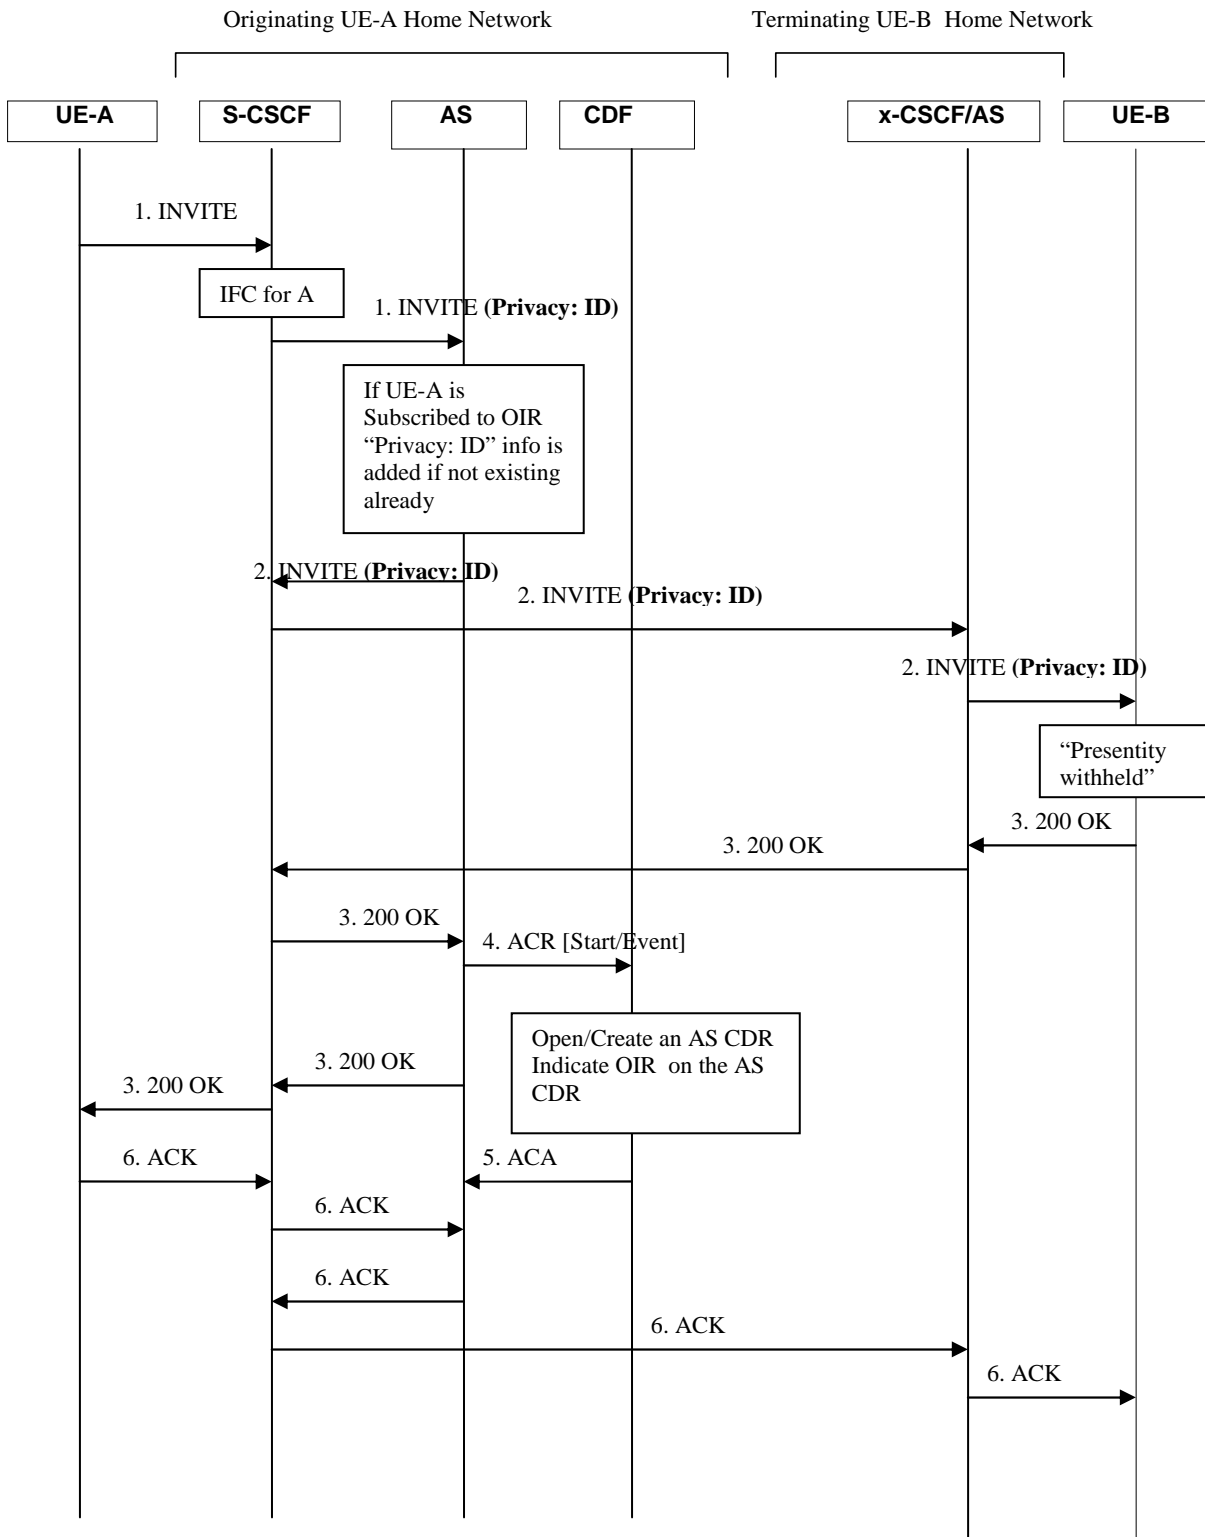 Originating UE-A Home Network
Terminating UE-B  Home Network
UE-A
S-CSCF
AS
CDF
x-CSCF/AS
UE-B
1. INVITE
IFC for A
1. INVITE (Privacy: ID)
If UE-A is
Subscribed to OIR
“Privacy: ID” info is
added if not existing
already
2. INVITE (Privacy: ID)
2. INVITE (Privacy: ID)
2. INVITE (Privacy: ID)
“Presentity
withheld”
3. 200 OK
3. 200 OK
3. 200 OK
4. ACR [Start/Event]
Open/Create an AS CDR
Indicate OIR  on the AS
CDR
3. 200 OK
3. 200 OK
6. ACK
5. ACA
6. ACK
6. ACK
6. ACK
6. ACK